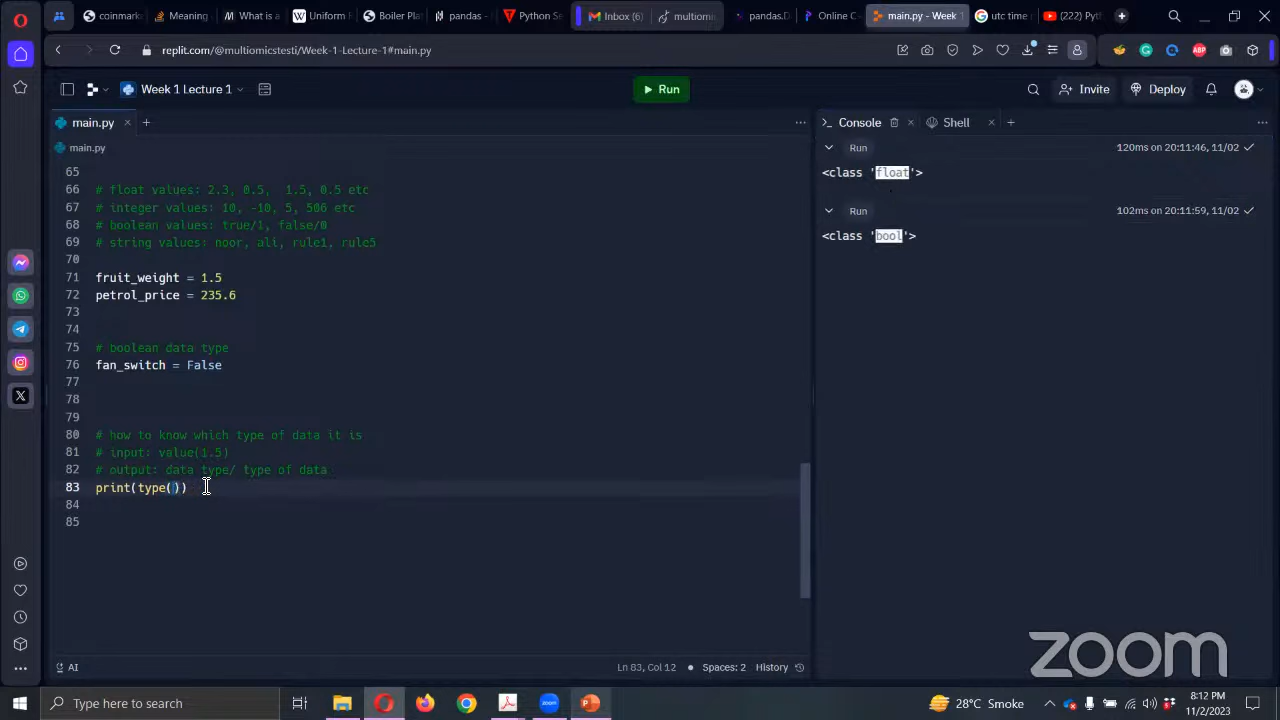 coinmark
Meaning
What is a
Uniform F
Boiler Plat
pandas -
Python Se
Inbox (6)
multiomi
pandas.D
Online C
main.py - Week 1
utc time r
(222) Pyt
replit.com/@multiomicstesti/Week-1-Lecture-1#main.py
Week 1 Lecture 1
Run
Invite
Deploy
main.py
Console
Shell
main.py
Run
120ms on 20:11:46, 11/02
<class 'float'>
Run
102ms on 20:11:59, 11/02
<class 'bool'>
65
66 # float values: 2.3, 0.5,  1.5, 0.5 etc
67 # integer values: 10, -10, 5, 506 etc
68 # boolean values: true/1, false/0
69 # string values: noor, ali, rule1, rule5
70
71 fruit_weight = 1.5
72 petrol_price = 235.6
73
74
75 # boolean data type
76 fan_switch = False
77
78
79
80 # how to know which type of data it is
81 # input: value(1.5)
82 # output: data type/ type of data
83 print(type())
84
85
AI
Ln 83, Col 12
Spaces: 2
History
zoom
Type here to search
28°C Smoke
8:12 PM
11/2/2023